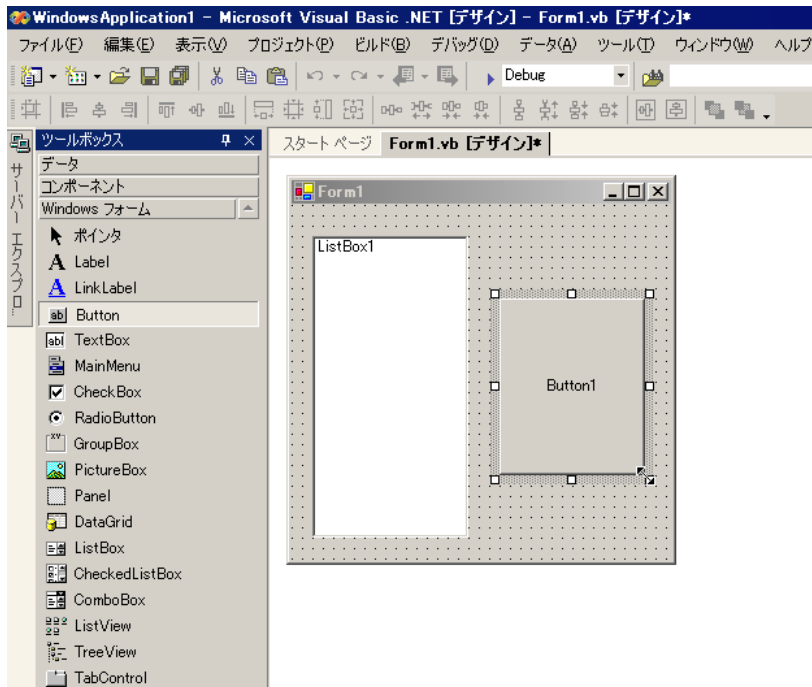 WindowsApplication1 - Microsoft Visual Basic .NET [デザイン] - Form1.vb [デザイン]*
ファイル(F) 編集(E) 表示(V) プロジェクト(P) ビルド(B) デバッグ(D) データ(A) ツール(T) ウィンドウ(W) ヘルプ
Debug
サーバー エクスプロ...
ツールボックス
データ
コンポーネント
Windows フォーム
ポインタ
A Label
A LinkLabel
ab Button
abl TextBox
MainMenu
CheckBox
RadioButton
XY GroupBox
PictureBox
Panel
DataGrid
ListBox
CheckedListBox
ComboBox
ListView
TreeView
TabControl
スタート ページ Form1.vb [デザイン]*
Form1
ListBox1
Button1